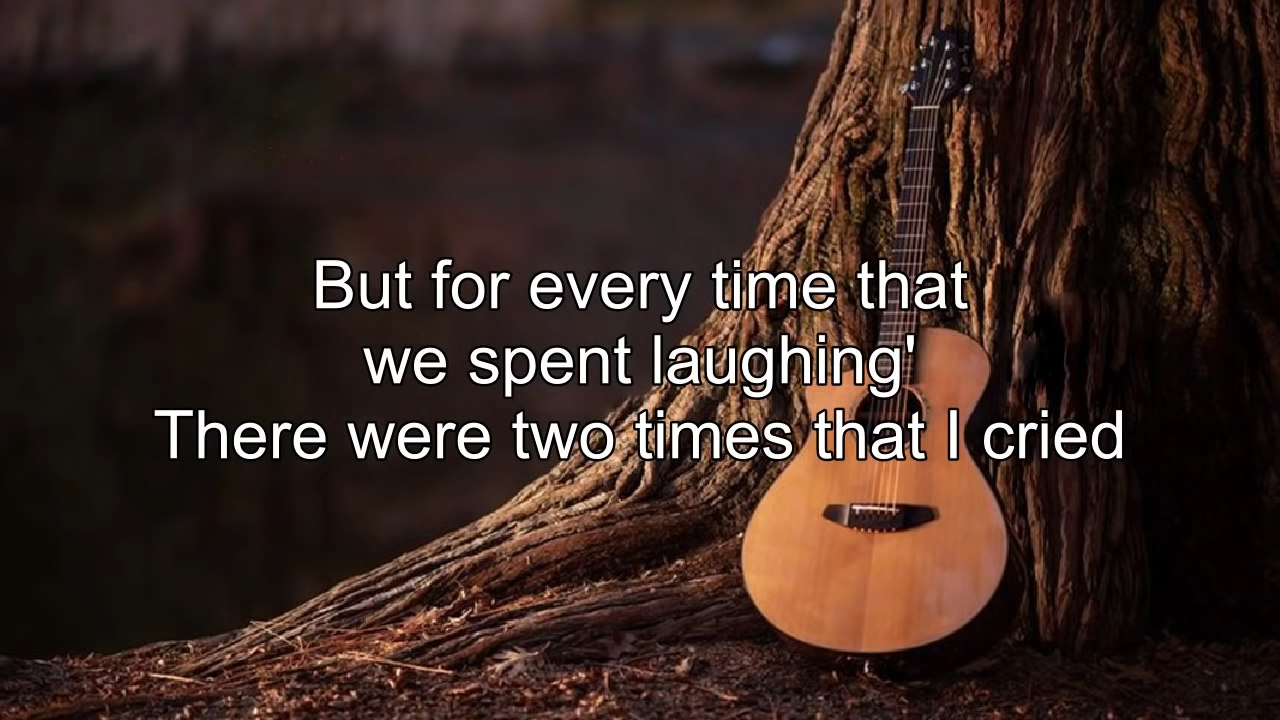 But for every time that
we spent laughing'
There were two times that I cried